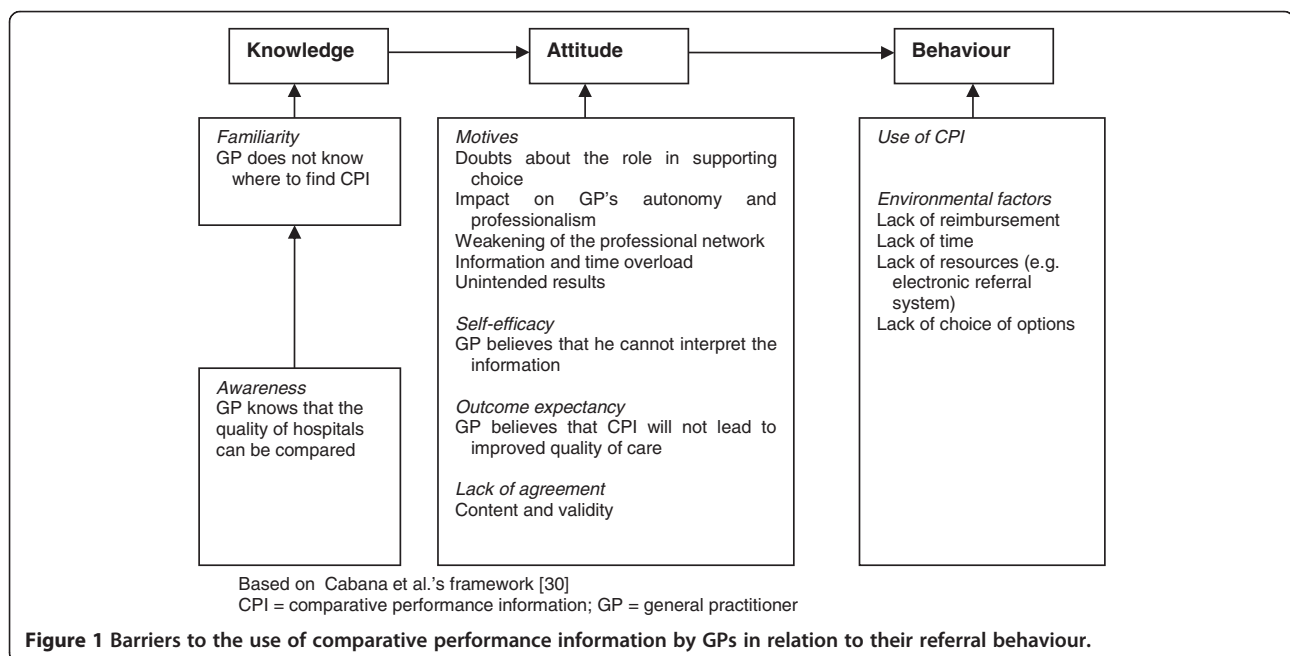 Knowledge
Attitude
Behaviour
Familiarity
GP does not know
where to find CPI
Awareness
GP knows that the
quality of hospitals
can be compared
Motives
Doubts about the role in supporting
choice
Impact on GP's autonomy and
professionalism
Weakening of the professional network
Information and time overload
Unintended results
Self-efficacy
GP believes that he cannot interpret the
information
Outcome expectancy
GP believes that CPI will not lead to
improved quality of care
Lack of agreement
Content and validity
Use of CPI
Environmental factors
Lack of reimbursement
Lack of time
Lack of resources (e.g.
electronic referral
system)
Lack of choice of options
Based on Cabana et al.'s framework [30]
CPI = comparative performance information; GP = general practitioner
Figure 1 Barriers to the use of comparative performance information by GPs in relation to their referral behaviour.